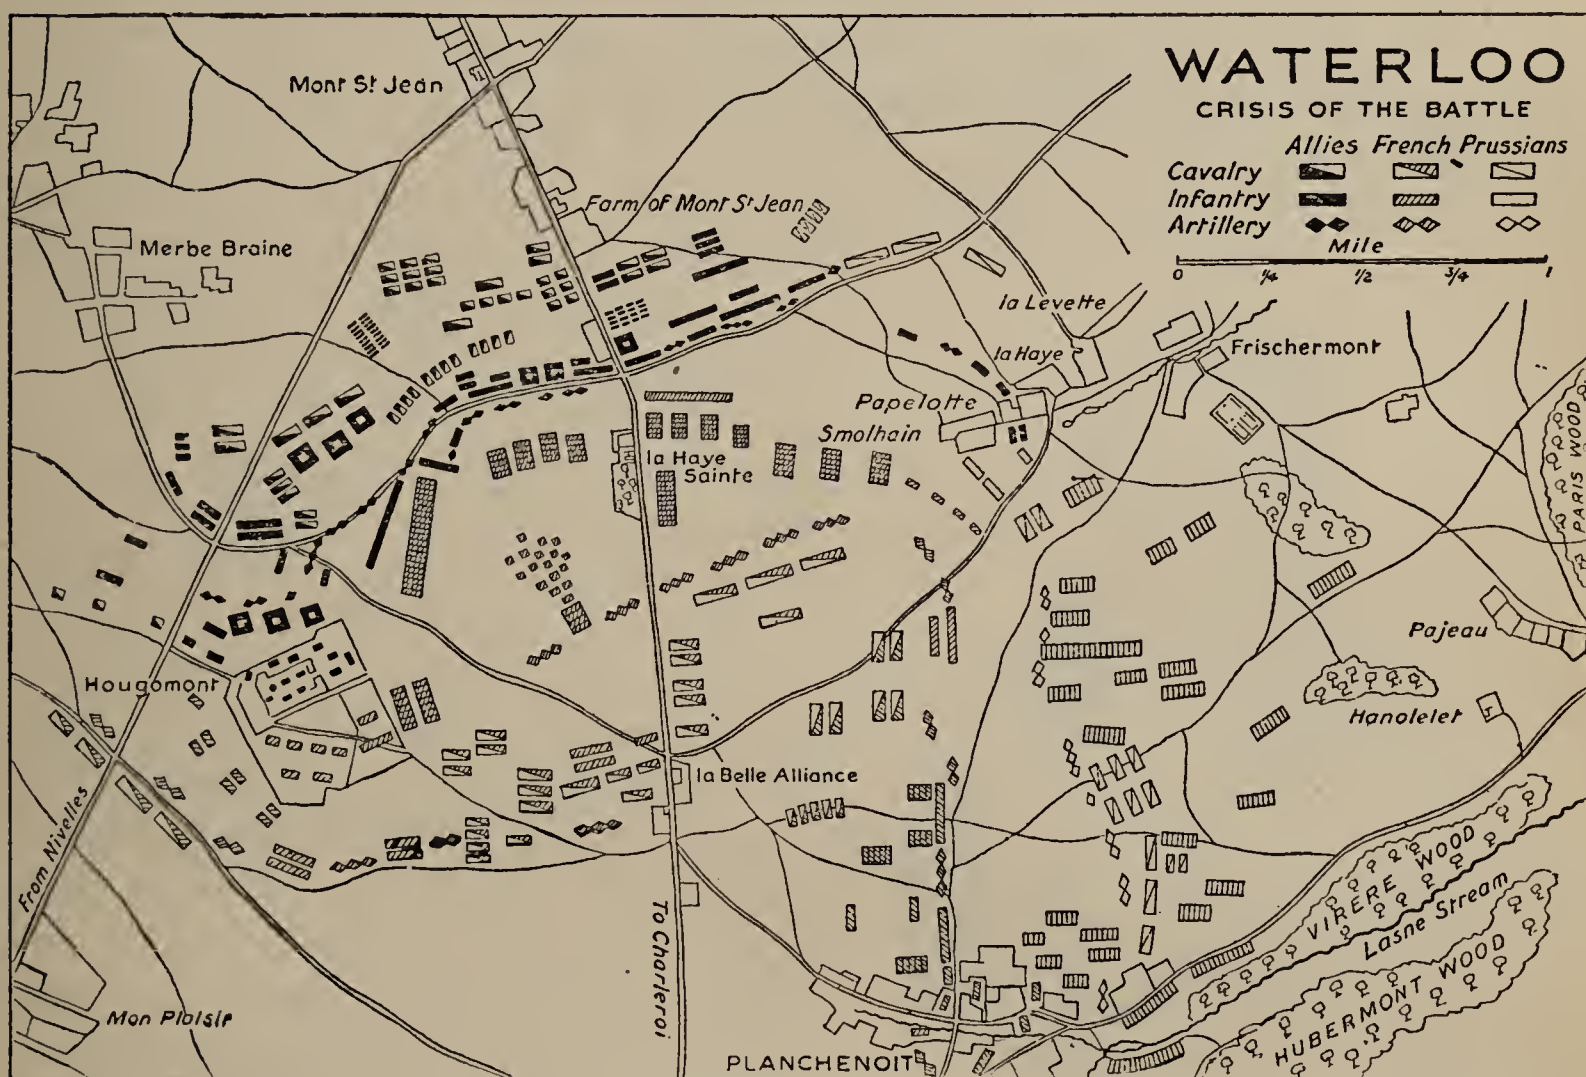 WATERLOO
CRISIS OF THE BATTLE
Allies French Prussians
Cavalry
Infantry
Artillery
Mile
0 1/4 1/2 3/4 1
Mont St Jean
Farm of Mont St Jean
Merbe Braine
la Levette
la Haye
Frischermont
Papelotte
Smolhain
la Haye
Sainte
PARIS WOOD
Pajeau
Hougomont
Hanolelet
la Belle Alliance
From Nivelles
VIRERE WOOD
Lasne Stream
To Charleroi
HUBERMONT WOOD
Mon Plaisir
PLANCHENOIT